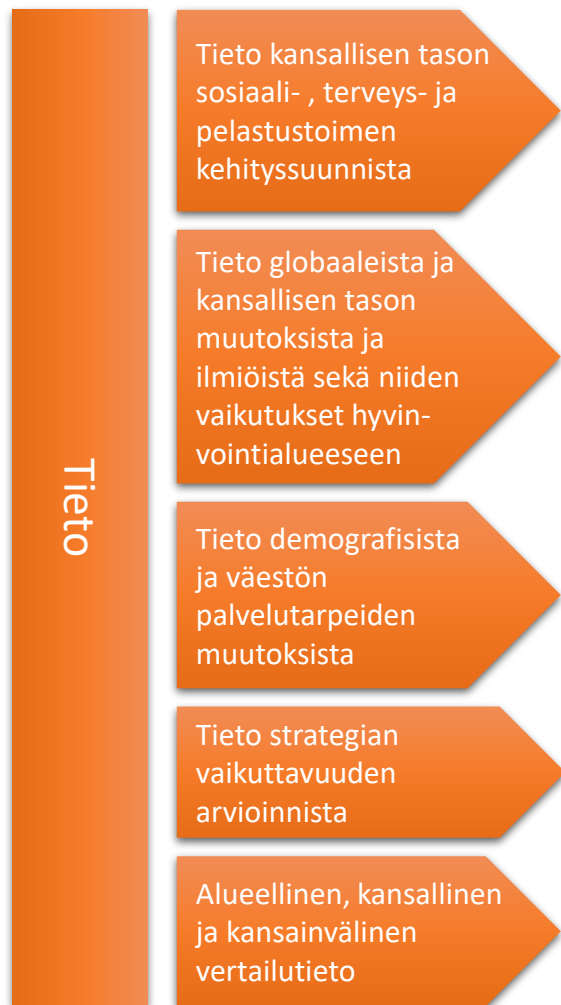 Tieto
Tieto kansallisen tason
sosiaali- , terveys- ja
pelastustoimen
kehityssuunnista
Tieto globaaleista ja
kansallisen tason
muutoksista ja
ilmiöistä sekä niiden
vaikutukset hyvin-
vointialueeseen
Tieto demografisista
ja väestön
palvelutarpeiden
muutoksista
Tieto strategian
vaikuttavuuden
arvioinnista
Alueellinen, kansallinen
ja kansainvälinen
vertailutieto